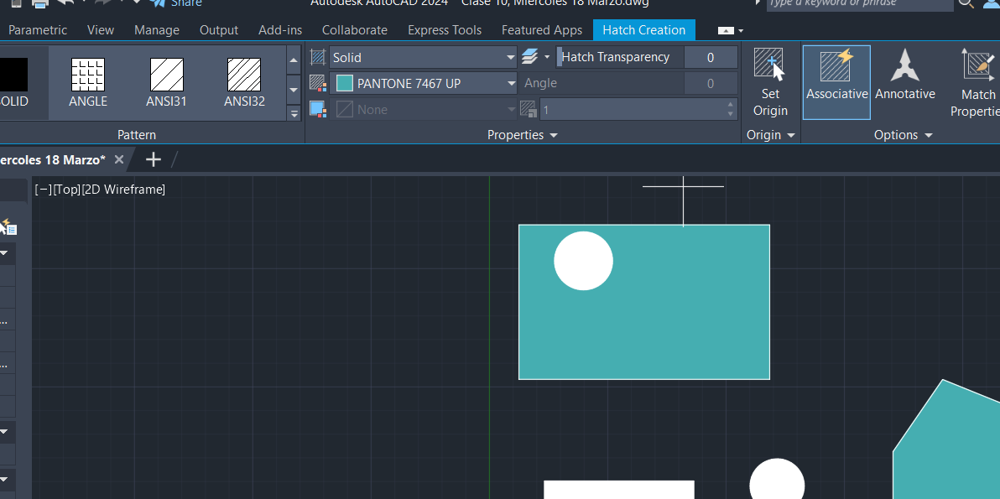 Share Autodesk AutoCAD 2024 Clase 10, Miercoles 18 Marzo.dwg Type a keyword or phrase
Parametric View Manage Output Add-ins Collaborate Express Tools Featured Apps Hatch Creation
Solid Hatch Transparency 0
PANTONE 7467 UP Angle 0
None 1
OLID ANGLE ANSI31 ANSI32
Set
Origin
Associative Annotative
Match
Propertie
Pattern Properties Origin Options
ercoles 18 Marzo*
[−][Top][2D Wireframe]
...
...